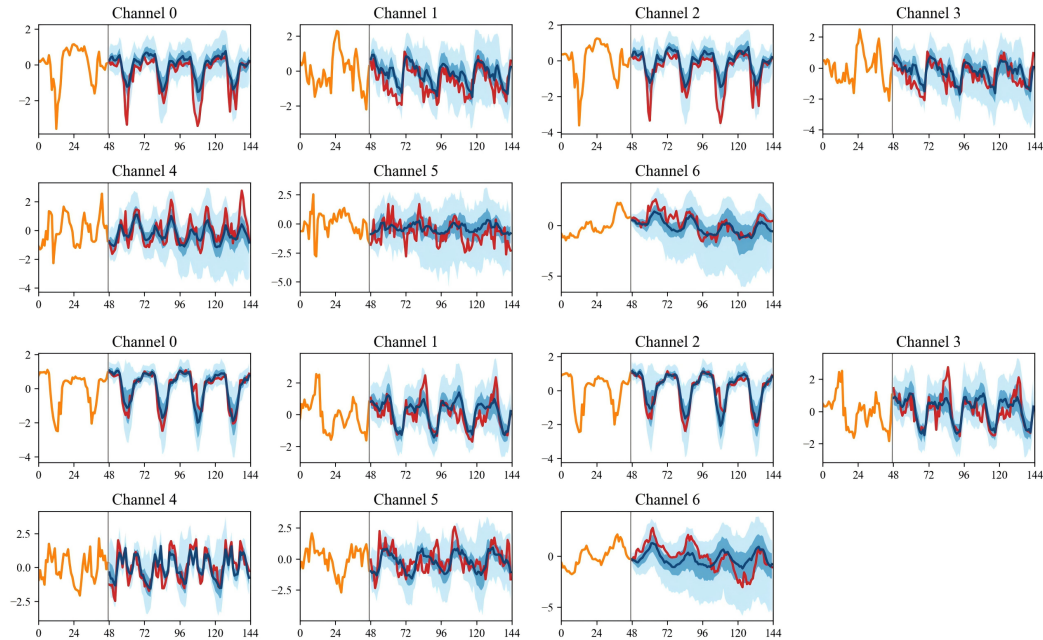 Channel 0 Channel 1 Channel 2 Channel 3
2 2 2 2
0 0 0 0
−2 −2 −2 −2
−4 −4
0 24 48 72 96 120 144 0 24 48 72 96 120 144 0 24 48 72 96 120 144 0 24 48 72 96 120 144
Channel 4 Channel 5 Channel 6
2 2.5
0 0.0 0
−2 −2.5
−4 −5.0 −5
0 24 48 72 96 120 144 0 24 48 72 96 120 144 0 24 48 72 96 120 144
Channel 0 Channel 1 Channel 2 Channel 3
2 2 2 2
0 0 0 0
−2 −2 −2 −2
−4 −4
0 24 48 72 96 120 144 0 24 48 72 96 120 144 0 24 48 72 96 120 144 0 24 48 72 96 120 144
Channel 4 Channel 5 Channel 6
2.5 2.5
0.0 0.0 0
−2.5 −2.5 −5
0 24 48 72 96 120 144 0 24 48 72 96 120 144 0 24 48 72 96 120 144